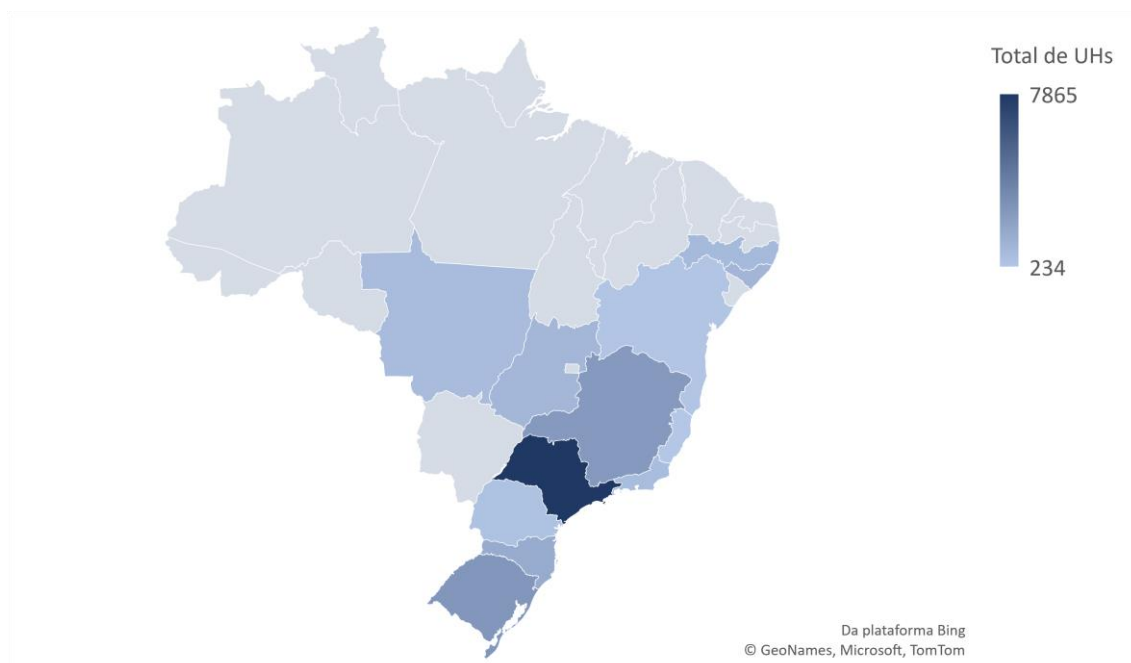 Total de UHs
7865
234
Da plataforma Bing
© GeoNames, Microsoft, TomTom